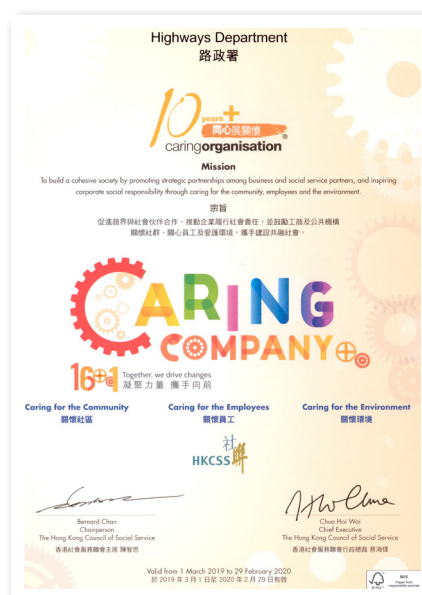 Highways Department
路政署
10 years+
同心展關懷
caringorganisation®
Mission
To build a cohesive society by promoting strategic partnerships among business and social service partners, and inspiring
corporate social responsibility through caring for the community, employees and the environment.
宗旨
促進商界與社會伙伴合作，推動企業履行社會責任，並鼓勵工商及公共機構
關懷社群、關心員工及愛護環境，攜手建設共融社會。
CARING
COMPANY
16+1
Together, we drive changes
凝聚力量 攜手向前
Caring for the Community
Caring for the Employees
Caring for the Environment
關懷社區
關懷員工
關懷環境
社
HKCSS 聯
Bernard Chan
Chairperson
The Hong Kong Council of Social Service
香港社會服務聯會主席 陳智思
Chua Hoi Wai
Chief Executive
The Hong Kong Council of Social Service
香港社會服務聯會行政總裁 蔡海偉
Valid from 1 March 2019 to 29 February 2020
於 2019 年 3 月 1 日至 2020 年 2 月 29 日有效
FSC
MIX
Paper from
responsible sources